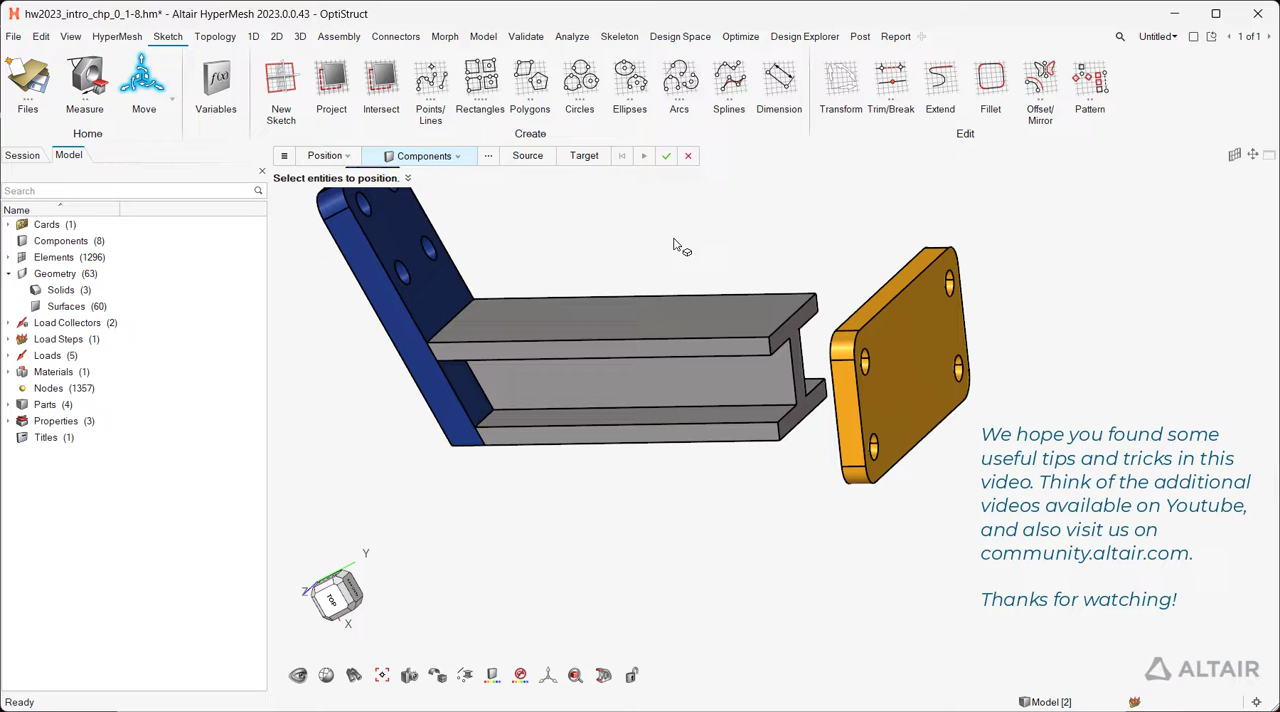 hw2023_intro_chp_0_1-8.hm* - Altair HyperMesh 2023.0.0.43 - OptiStruct
File Edit View HyperMesh Sketch Topology 1D 2D 3D Assembly Connectors Morph Model Validate Analyze Skeleton Design Space Optimize Design Explorer Post Report Untitled 1 of 1
Files Measure Move Variables New Sketch Project Intersect Points/Lines Rectangles Polygons Circles Ellipses Arcs Splines Dimension Transform Trim/Break Extend Fillet Offset/Mirror Pattern
Home Create Edit
Session Model Position Components Source Target
Select entities to position.
Search
Name
Cards (1)
Components (8)
Elements (1296)
Geometry (63)
Solids (3)
Surfaces (60)
Load Collectors (2)
Load Steps (1)
Loads (5)
Materials (1)
Nodes (1357)
Parts (4)
Properties (3)
Titles (1)
We hope you found some
useful tips and tricks in this
video. Think of the additional
videos available on Youtube,
and also visit us on
community.altair.com.
Thanks for watching!
Y
Z
TOP
X
ALTAIR
Ready Model [2]